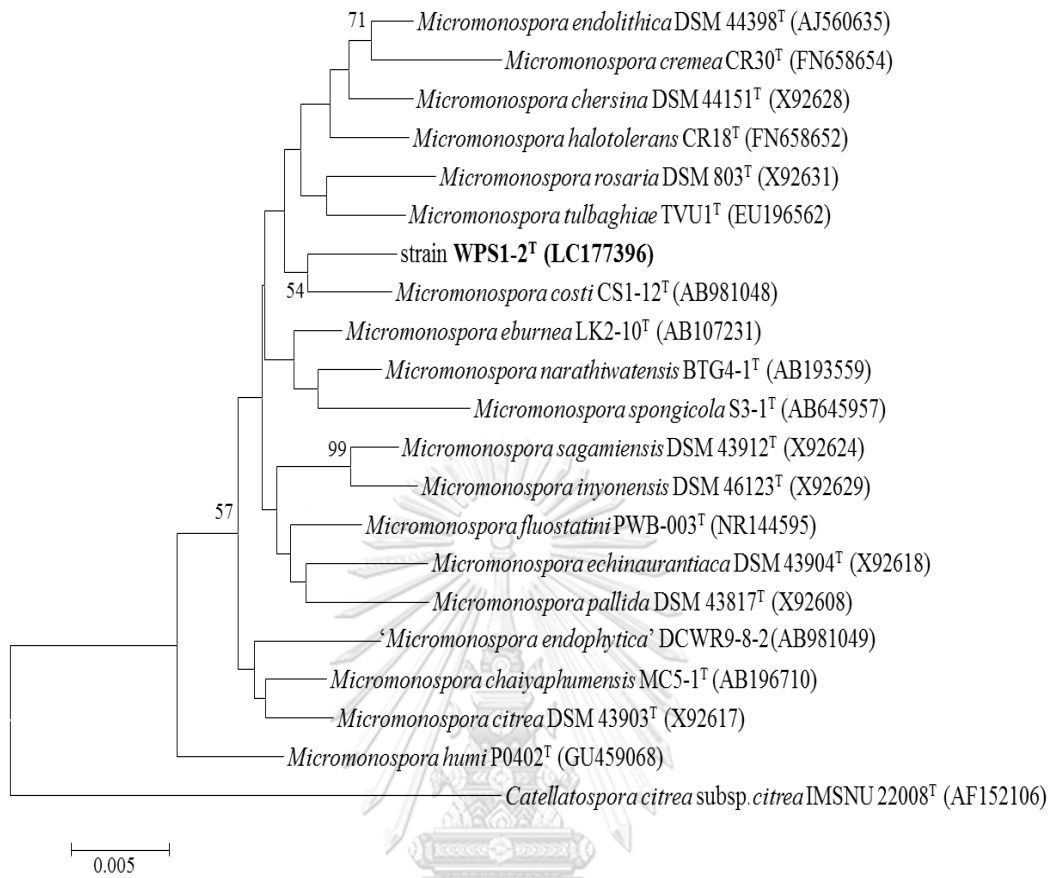 71
Micromonospora endolithica DSM 44398ᵀ (AJ560635)
Micromonospora cremea CR30ᵀ (FN658654)
Micromonospora chersina DSM 44151ᵀ (X92628)
Micromonospora halotolerans CR18ᵀ (FN658652)
Micromonospora rosaria DSM 803ᵀ (X92631)
Micromonospora tulbaghiae TVU1ᵀ (EU196562)
strain WPS1-2ᵀ (LC177396)
54
Micromonospora costi CS1-12ᵀ (AB981048)
Micromonospora eburnea LK2-10ᵀ (AB107231)
Micromonospora narathiwatensis BTG4-1ᵀ (AB193559)
Micromonospora spongicola S3-1ᵀ (AB645957)
99
Micromonospora sagamiensis DSM 43912ᵀ (X92624)
Micromonospora inyonensis DSM 46123ᵀ (X92629)
57
Micromonospora fluostatini PWB-003ᵀ (NR144595)
Micromonospora echinaurantiaca DSM 43904ᵀ (X92618)
Micromonospora pallida DSM 43817ᵀ (X92608)
‘Micromonospora endophytica’ DCWR9-8-2(AB981049)
Micromonospora chaiyaphumensis MC5-1ᵀ (AB196710)
Micromonospora citrea DSM 43903ᵀ (X92617)
Micromonospora humi P0402ᵀ (GU459068)
Catellatospora citrea subsp. citrea IMSNU 22008ᵀ (AF152106)
0.005